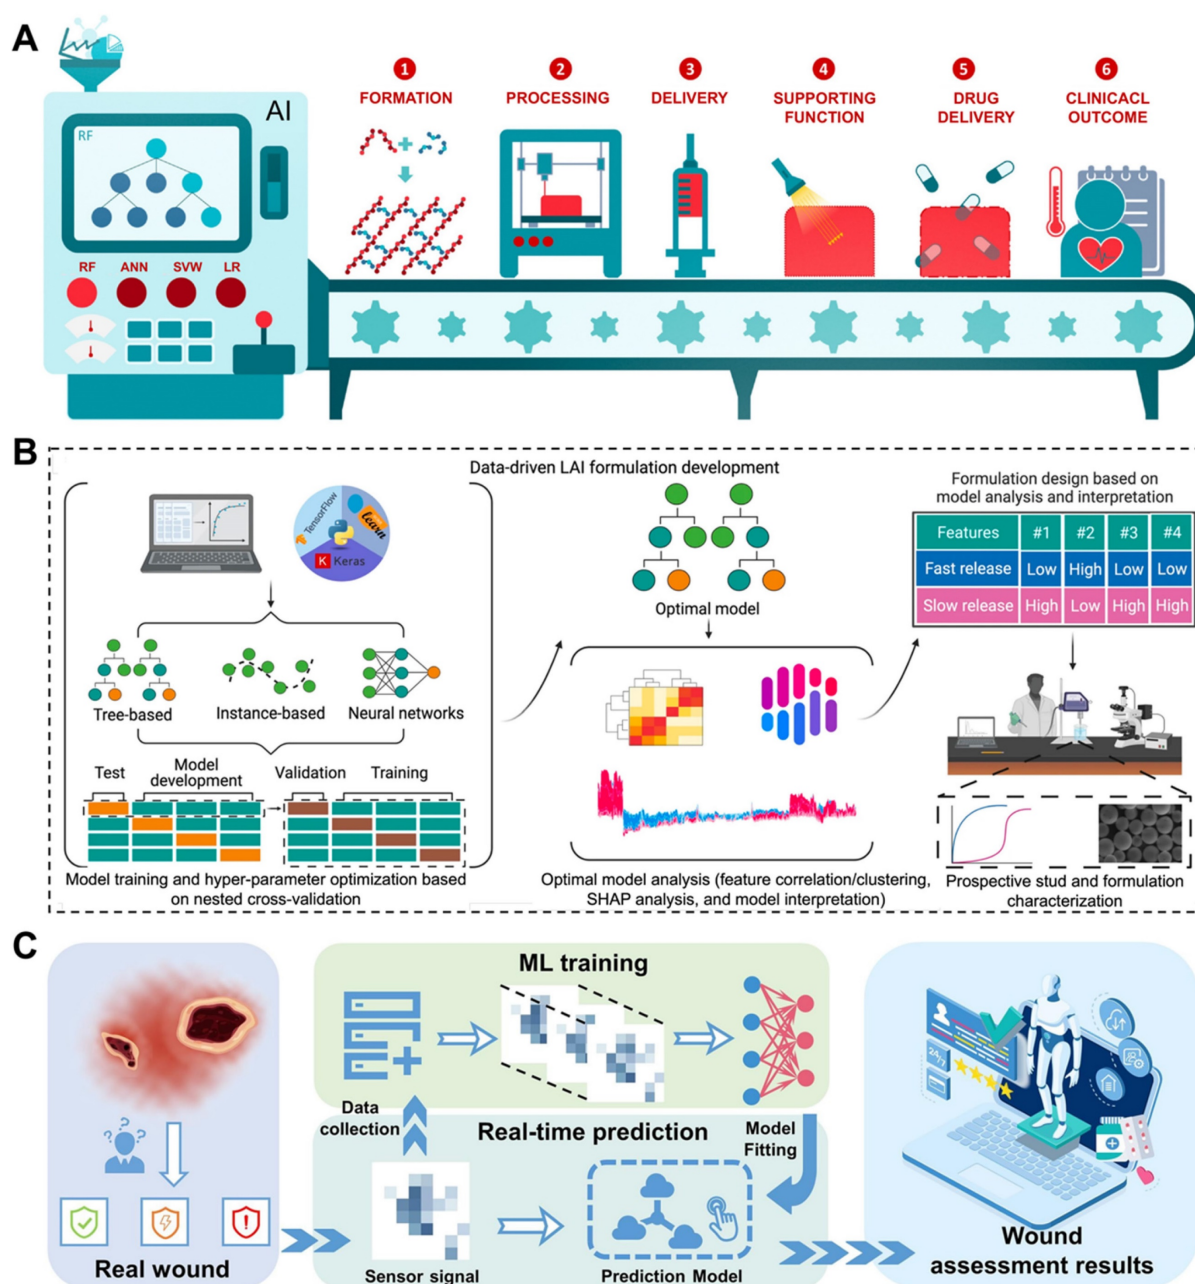 A
AI
RF
RF ANN SVW LR
1
FORMATION
2
PROCESSING
3
DELIVERY
4
SUPPORTING
FUNCTION
5
DRUG
DELIVERY
6
CLINICACL
OUTCOME
B
Data-driven LAI formulation development
TensorFlow
learn
K Keras
Tree-based
Instance-based
Neural networks
Test
Model
development
Validation
Training
Model training and hyper-parameter optimization based
on nested cross-validation
Optimal model
Optimal model analysis (feature correlation/clustering,
SHAP analysis, and model interpretation)
Formulation design based on
model analysis and interpretation
Features #1 #2 #3 #4
Fast release Low High Low Low
Slow release High Low High High
Prospective stud and formulation
characterization
C
Real wound
ML training
Data
collection
Real-time prediction
Model
Fitting
Sensor signal
Prediction Model
24/7
Wound
assessment results